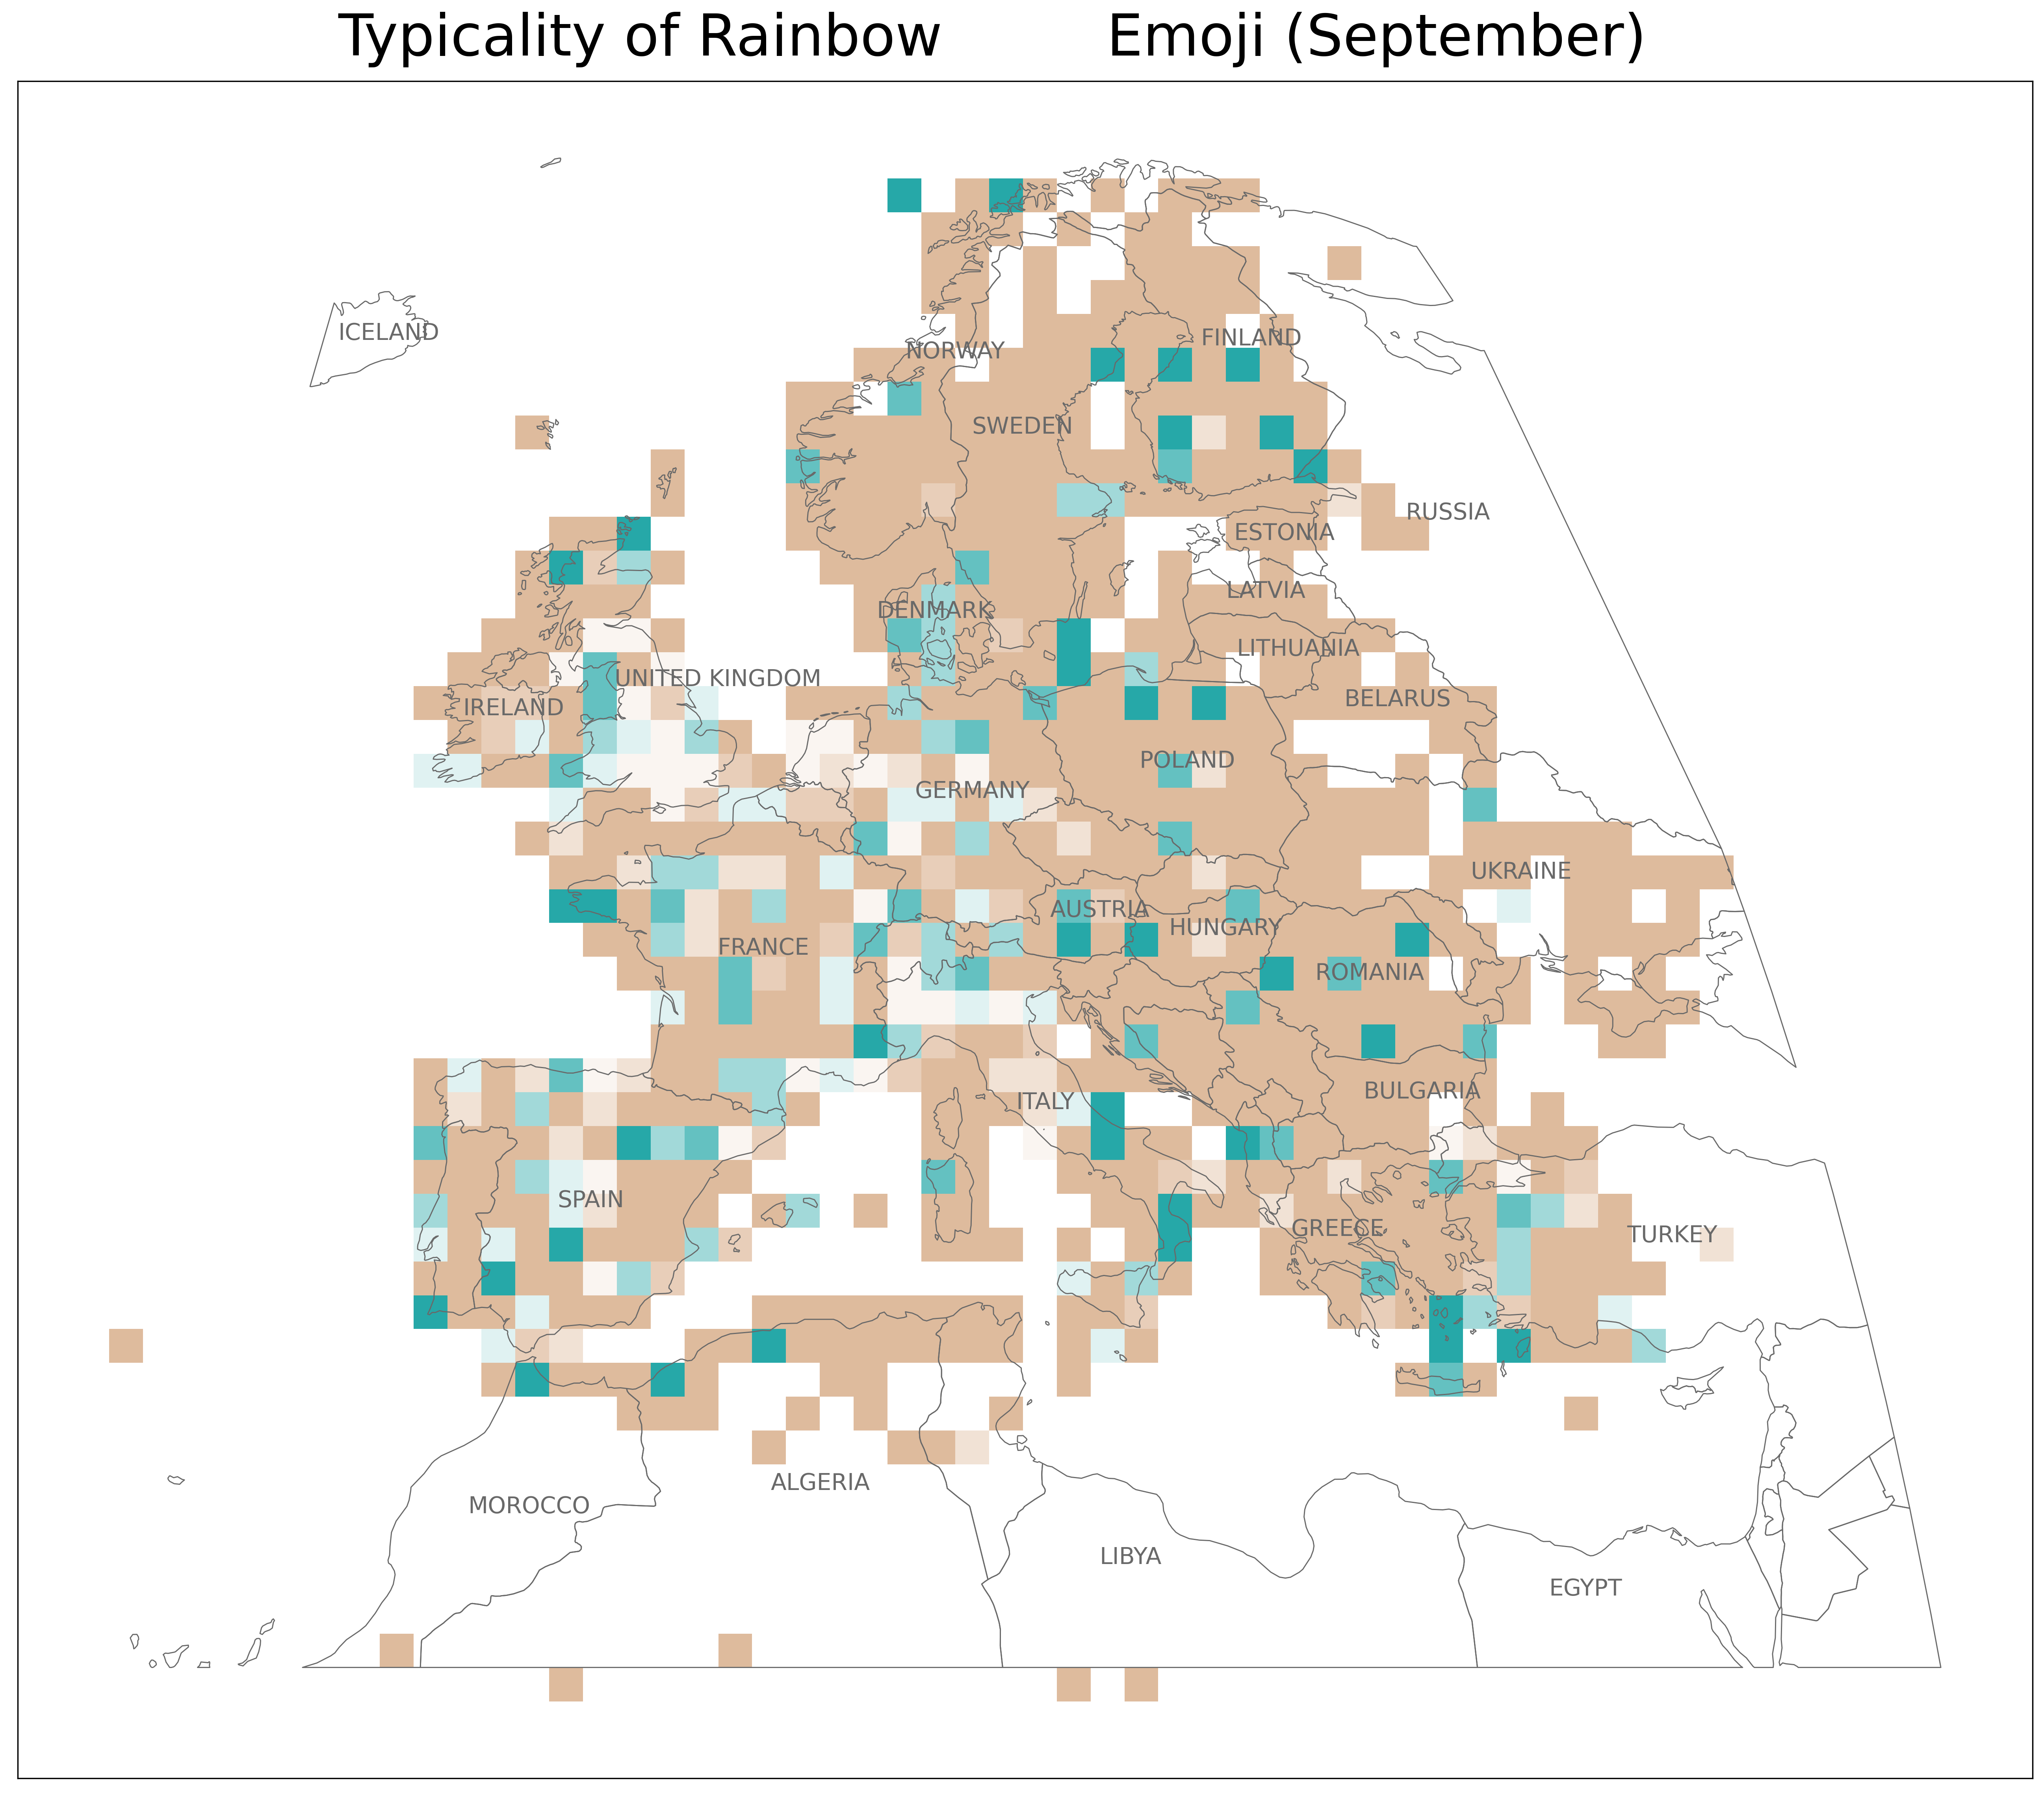 Typicality of Rainbow Emoji (September)
ICELAND
NORWAY
FINLAND
SWEDEN
RUSSIA
ESTONIA
LATVIA
DENMARK
LITHUANIA
UNITED KINGDOM
IRELAND
BELARUS
POLAND
GERMANY
UKRAINE
AUSTRIA
HUNGARY
FRANCE
ROMANIA
BULGARIA
ITALY
SPAIN
GREECE
TURKEY
ALGERIA
MOROCCO
LIBYA
EGYPT